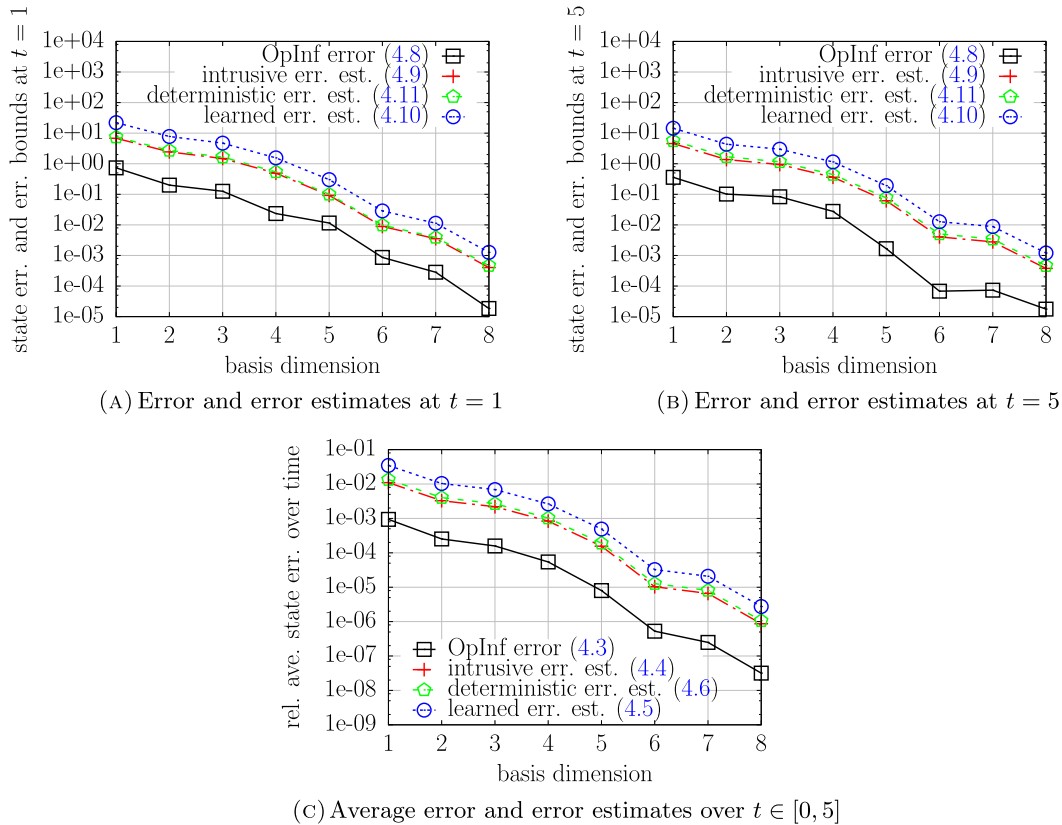 state err. and err. bounds at t = 1
1e+04
1e+03
1e+02
1e+01
1e+00
1e-01
1e-02
1e-03
1e-04
1e-05
OpInf error (4.8)
intrusive err. est. (4.9)
deterministic err. est. (4.11)
learned err. est. (4.10)
1 2 3 4 5 6 7 8
basis dimension
(A) Error and error estimates at t = 1
state err. and err. bounds at t = 5
1e+04
1e+03
1e+02
1e+01
1e+00
1e-01
1e-02
1e-03
1e-04
1e-05
OpInf error (4.8)
intrusive err. est. (4.9)
deterministic err. est. (4.11)
learned err. est. (4.10)
1 2 3 4 5 6 7 8
basis dimension
(B) Error and error estimates at t = 5
rel. ave. state err. over time
1e-01
1e-02
1e-03
1e-04
1e-05
1e-06
1e-07
1e-08
1e-09
OpInf error (4.3)
intrusive err. est. (4.4)
deterministic err. est. (4.6)
learned err. est. (4.5)
1 2 3 4 5 6 7 8
basis dimension
(C) Average error and error estimates over t ∈ [0, 5]